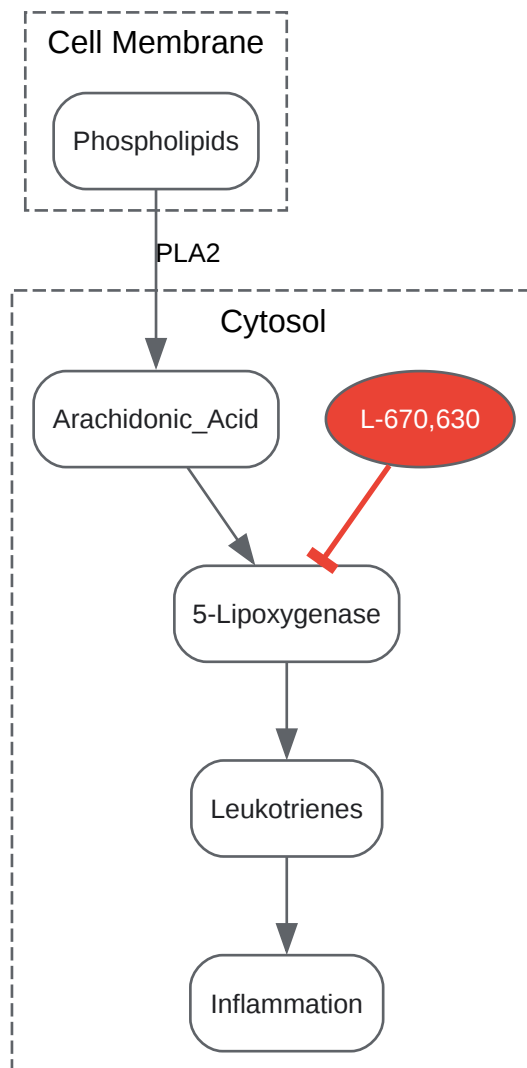 Cell Membrane
Phospholipids
PLA2
Cytosol
Arachidonic_Acid
L-670,630
5-Lipoxygenase
Leukotrienes
Inflammation